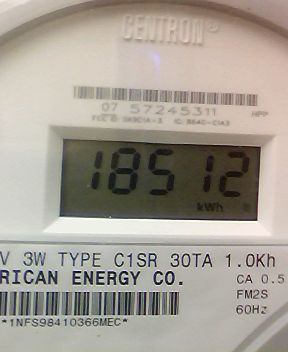 CENTRON®
07 57245311 HPP
18512
kWh
V 3W TYPE C1SR 30TA 1.0Kh
RICAN ENERGY CO. CA 0.5
FM2S
60Hz
*1NFS98410366MEC*